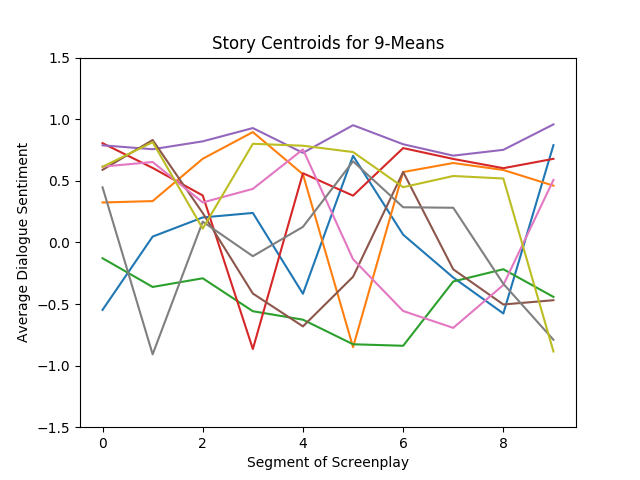 Story Centroids for 9-Means
Average Dialogue Sentiment
1.5
1.0
0.5
0.0
−0.5
−1.0
−1.5
0 2 4 6 8
Segment of Screenplay